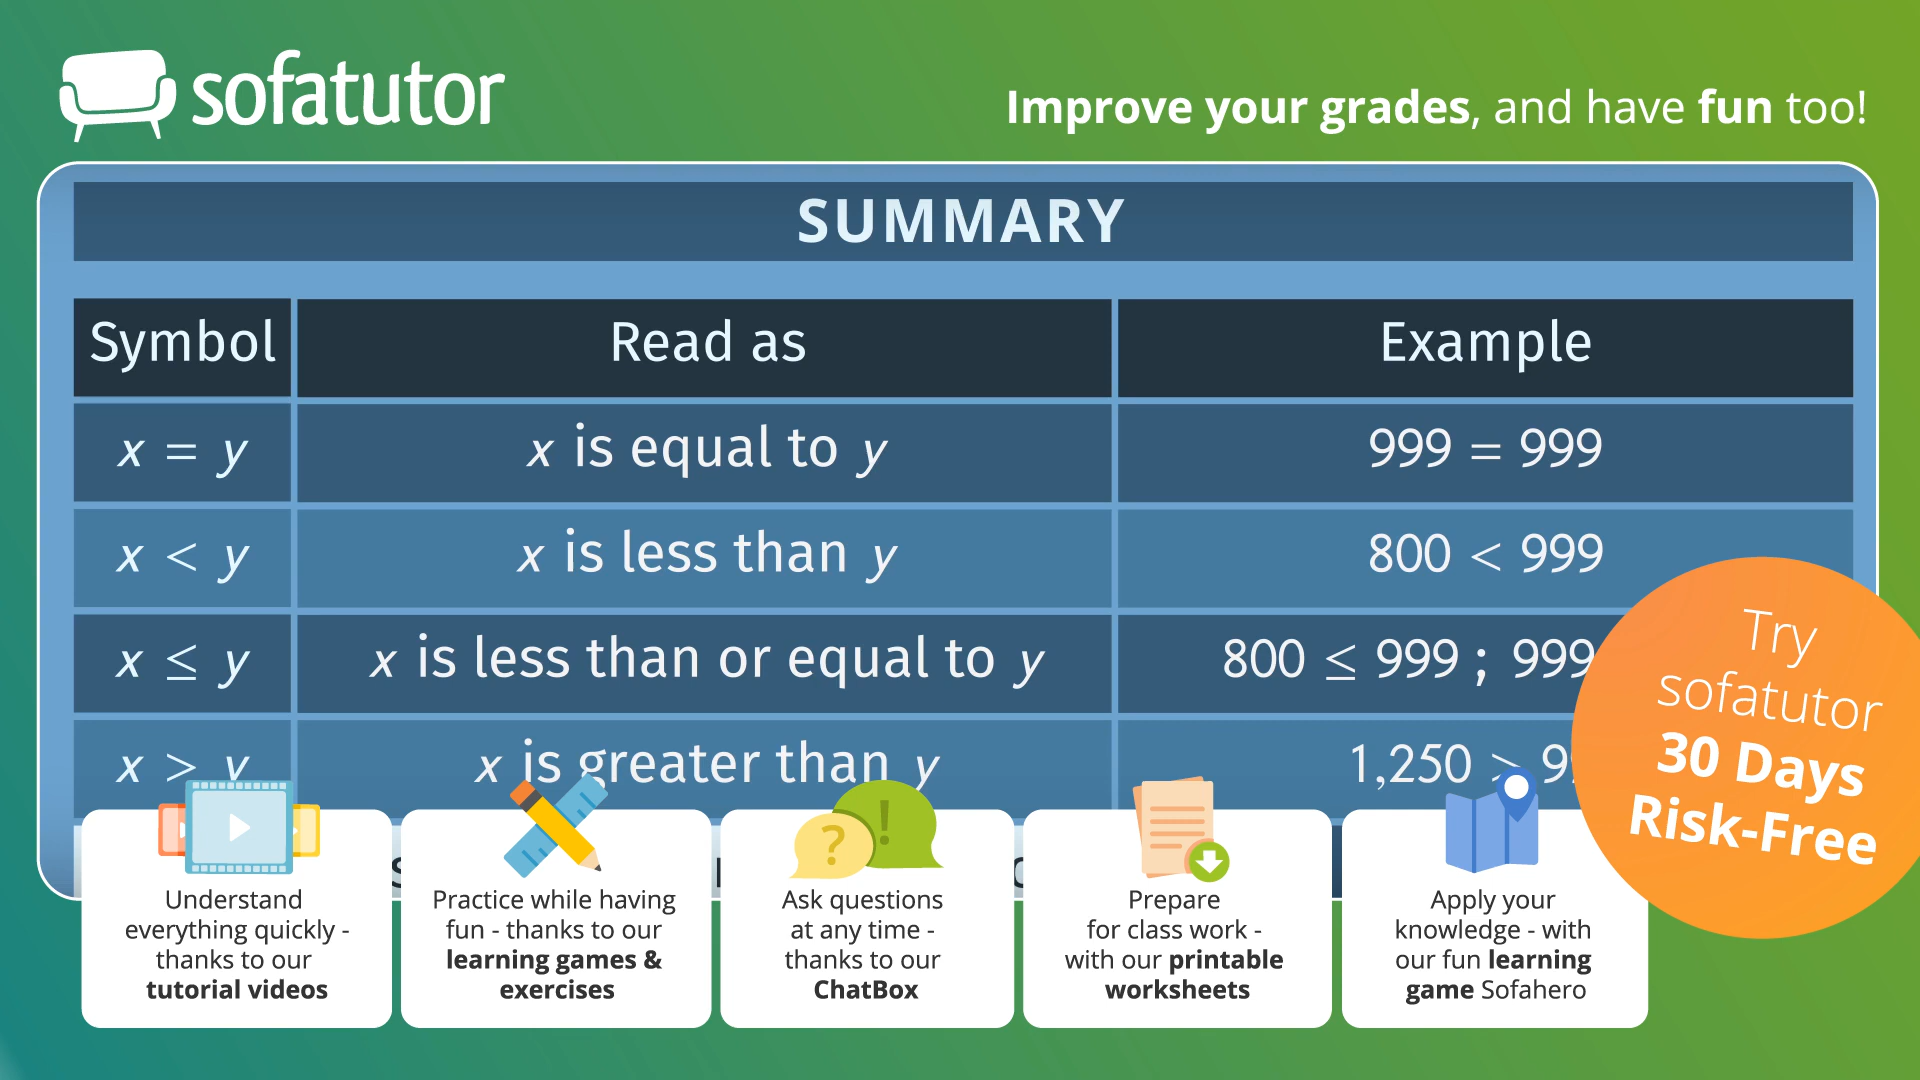 sofatutor
Improve your grades, and have fun too!
SUMMARY
Symbol Read as Example
x = y x is equal to y 999 = 999
x < y x is less than y 800 < 999
x ≤ y x is less than or equal to y 800 ≤ 999 ; 999
x > y x is greater than y 1,250 >
Try
sofatutor
30 Days
Risk-Free
Understand
everything quickly -
thanks to our
tutorial videos
Practice while having
fun - thanks to our
learning games &
exercises
? !
Ask questions
at any time -
thanks to our
ChatBox
Prepare
for class work -
with our printable
worksheets
Apply your
knowledge - with
our fun learning
game Sofahero